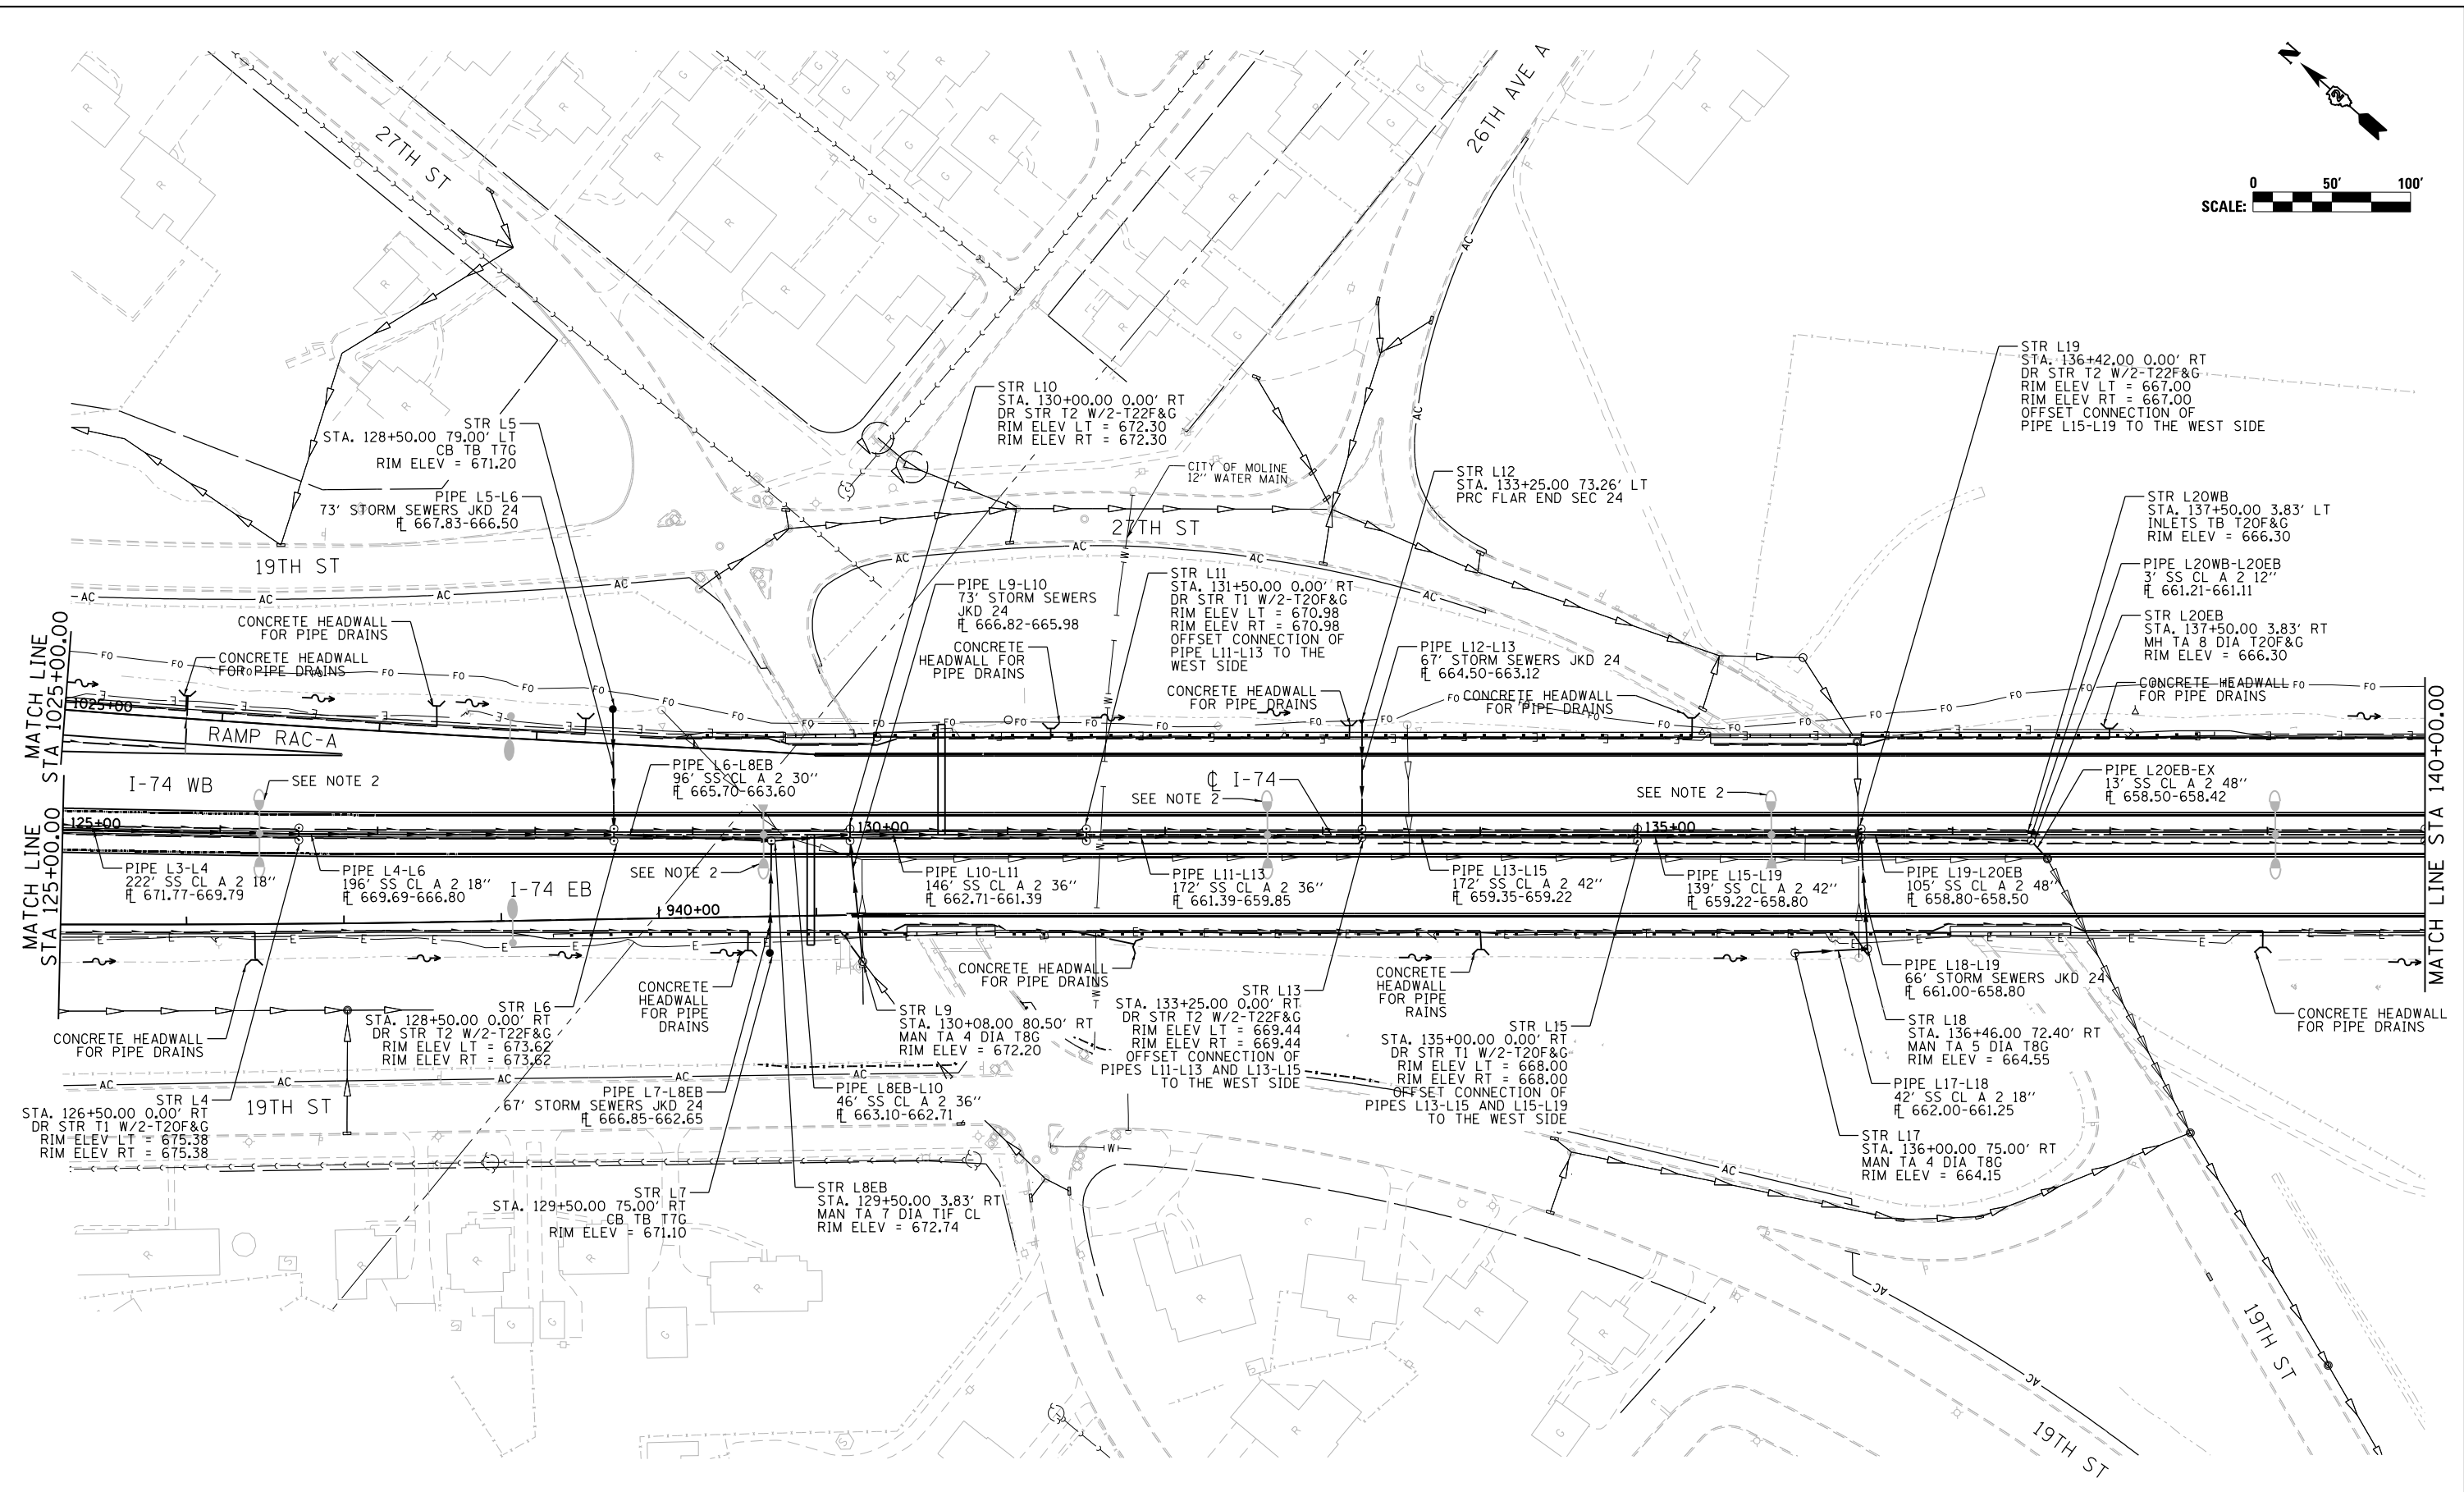 27TH ST
26TH AVE A
N
2
0 50' 100'
SCALE:
STR L19
STA. 136+42.00 0.00' RT
DR STR T2 W/2-T22F&G
RIM ELEV LT = 667.00
RIM ELEV RT = 667.00
OFFSET CONNECTION OF
PIPE L15-L19 TO THE WEST SIDE
STR L10
STA. 130+00.00 0.00' RT
DR STR T2 W/2-T22F&G
RIM ELEV LT = 672.30
RIM ELEV RT = 672.30
STR L5
STA. 128+50.00 79.00' LT
CB TB T7G
RIM ELEV = 671.20
PIPE L5-L6
73' STORM SEWERS JKD 24
FL 667.83-666.50
CITY OF MOLINE
12'' WATER MAIN
STR L12
STA. 133+25.00 73.26' LT
PRC FLAR END SEC 24
STR L20WB
STA. 137+50.00 3.83' LT
INLETS TB T20F&G
RIM ELEV = 666.30
PIPE L20WB-L20EB
3' SS CL A 2 12''
FL 661.21-661.11
STR L20EB
STA. 137+50.00 3.83' RT
MH TA 8 DIA T20F&G
RIM ELEV = 666.30
19TH ST
27TH ST
PIPE L9-L10
73' STORM SEWERS
JKD 24
FL 666.82-665.98
STR L11
STA. 131+50.00 0.00' RT
DR STR T1 W/2-T20F&G
RIM ELEV LT = 670.98
RIM ELEV RT = 670.98
OFFSET CONNECTION OF
PIPE L11-L13 TO THE
WEST SIDE
PIPE L12-L13
67' STORM SEWERS JKD 24
FL 664.50-663.12
CONCRETE HEADWALL
FOR PIPE DRAINS
CONCRETE HEADWALL
FOR PIPE DRAINS
CONCRETE
HEADWALL FOR
PIPE DRAINS
CONCRETE HEADWALL
FOR PIPE DRAINS
CONCRETE HEADWALL
FOR PIPE DRAINS
CONCRETE HEADWALL
FOR PIPE DRAINS
MATCH LINE
STA 1025+00.00
1025+00
RAMP RAC-A
I-74 WB
SEE NOTE 2
PIPE L6-L8EB
96' SS CL A 2 30''
FL 665.70-663.60
CL I-74
SEE NOTE 2
SEE NOTE 2
PIPE L20EB-EX
13' SS CL A 2 48''
FL 658.50-658.42
MATCH LINE STA 140+00.00
MATCH LINE
STA 125+00.00
125+00
130+00
135+00
PIPE L3-L4
222' SS CL A 2 18''
FL 671.77-669.79
PIPE L4-L6
196' SS CL A 2 18''
FL 669.69-666.80
I-74 EB
SEE NOTE 2
940+00
PIPE L10-L11
146' SS CL A 2 36''
FL 662.71-661.39
PIPE L11-L13
172' SS CL A 2 36''
FL 661.39-659.85
PIPE L13-L15
172' SS CL A 2 42''
FL 659.35-659.22
PIPE L15-L19
139' SS CL A 2 42''
FL 659.22-658.80
PIPE L19-L20EB
105' SS CL A 2 48''
FL 658.80-658.50
CONCRETE HEADWALL
FOR PIPE DRAINS
STR L6
STA. 128+50.00 0.00' RT
DR STR T2 W/2-T22F&G
RIM ELEV LT = 673.62
RIM ELEV RT = 673.62
CONCRETE
HEADWALL
FOR PIPE
DRAINS
STR L9
STA. 130+08.00 80.50' RT
MAN TA 4 DIA T8G
RIM ELEV = 672.20
CONCRETE HEADWALL
FOR PIPE DRAINS
STR L13
STA. 133+25.00 0.00' RT
DR STR T2 W/2-T22F&G
RIM ELEV LT = 669.44
RIM ELEV RT = 669.44
OFFSET CONNECTION OF
PIPES L11-L13 AND L13-L15
TO THE WEST SIDE
CONCRETE
HEADWALL
FOR PIPE
RAINS
STR L15
STA. 135+00.00 0.00' RT
DR STR T1 W/2-T20F&G
RIM ELEV LT = 668.00
RIM ELEV RT = 668.00
OFFSET CONNECTION OF
PIPES L13-L15 AND L15-L19
TO THE WEST SIDE
PIPE L18-L19
66' STORM SEWERS JKD 24
FL 661.00-658.80
STR L18
STA. 136+46.00 72.40' RT
MAN TA 5 DIA T8G
RIM ELEV = 664.55
PIPE L17-L18
42' SS CL A 2 18''
FL 662.00-661.25
STR L17
STA. 136+00.00 75.00' RT
MAN TA 4 DIA T8G
RIM ELEV = 664.15
CONCRETE HEADWALL
FOR PIPE DRAINS
19TH ST
STR L4
STA. 126+50.00 0.00' RT
DR STR T1 W/2-T20F&G
RIM ELEV LT = 675.38
RIM ELEV RT = 675.38
PIPE L7-L8EB
67' STORM SEWERS JKD 24
FL 666.85-662.65
PIPE L8EB-L10
46' SS CL A 2 36''
FL 663.10-662.71
STR L7
STA. 129+50.00 75.00' RT
CB TB T7G
RIM ELEV = 671.10
STR L8EB
STA. 129+50.00 3.83' RT
MAN TA 7 DIA T1F CL
RIM ELEV = 672.74
19TH ST
19TH ST